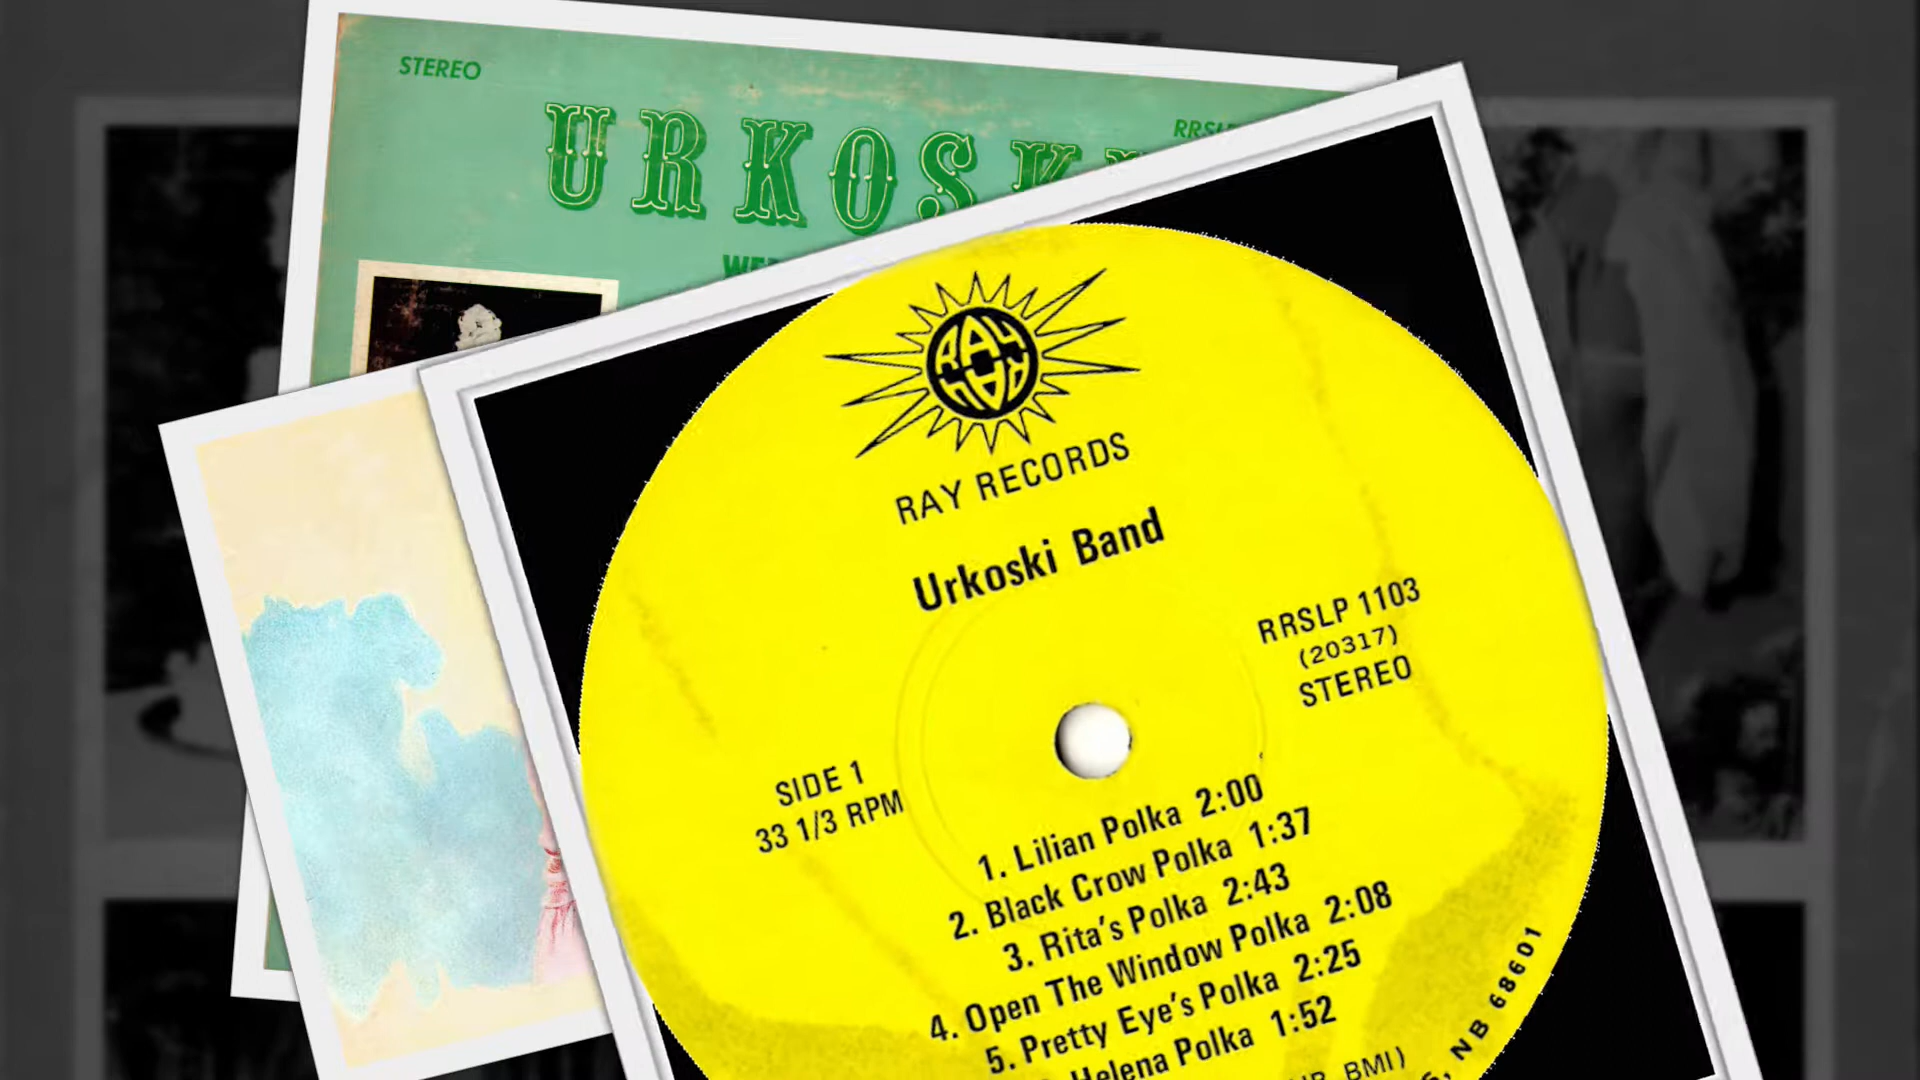 STEREO
URKOSK
RAY RECORDS
Urkoski Band
RRSLP 1103
(20317)
STEREO
SIDE 1
33 1/3 RPM
1. Lilian Polka 2:00
2. Black Crow Polka 1:37
3. Rita's Polka 2:43
4. Open The Window Polka 2:08
5. Pretty Eye's Polka 2:25
Helena Polka 1:52
BMI)
NB 68601